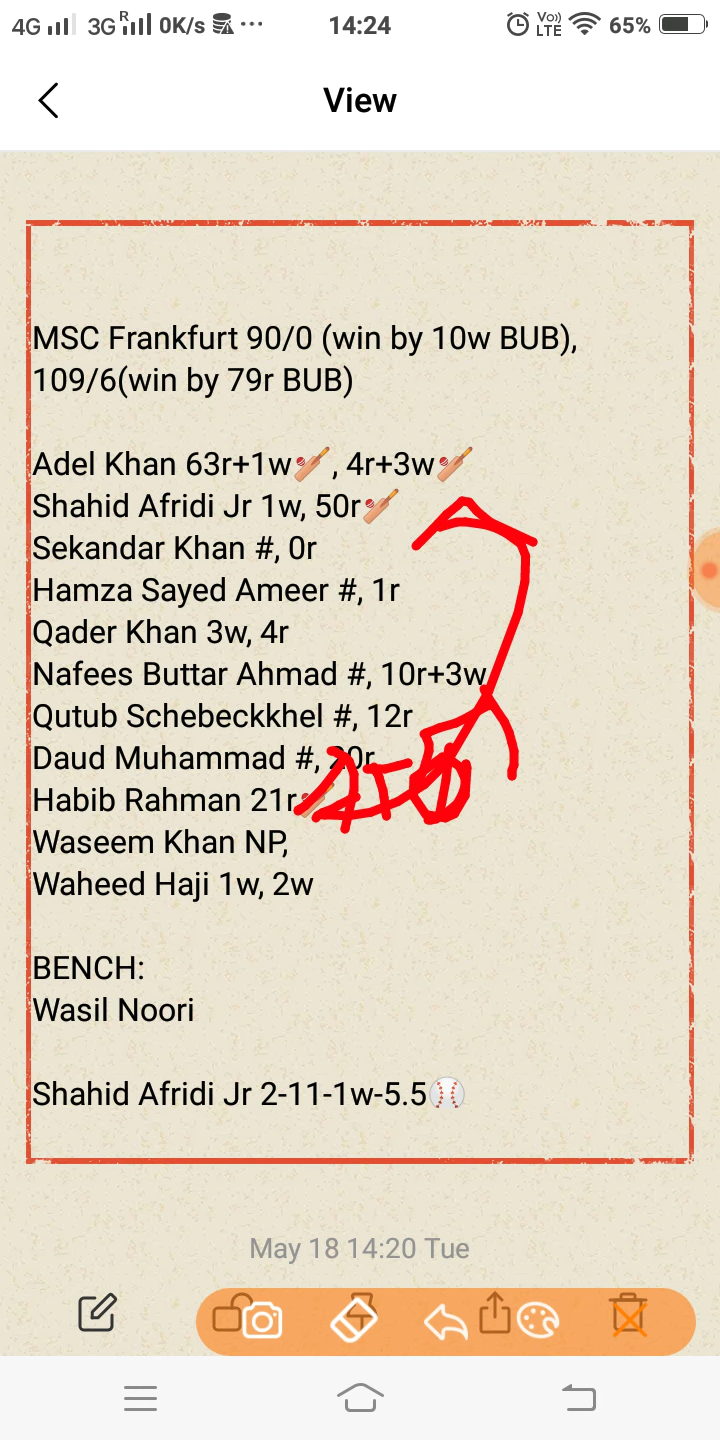 4G 3G R 0K/s 14:24 Vo)) LTE 65%
View
MSC Frankfurt 90/0 (win by 10w BUB),
109/6(win by 79r BUB)
Adel Khan 63r+1w🏏, 4r+3w🏏
Shahid Afridi Jr 1w, 50r🏏
Sekandar Khan #, 0r
Hamza Sayed Ameer #, 1r
Qader Khan 3w, 4r
Nafees Buttar Ahmad #, 10r+3w
Qutub Schebeckkhel #, 12r
Daud Muhammad #, 20r
Habib Rahman 21r🏏
Waseem Khan NP,
Waheed Haji 1w, 2w
BENCH:
Wasil Noori
Shahid Afridi Jr 2-11-1w-5.5⚾
May 18 14:20 Tue